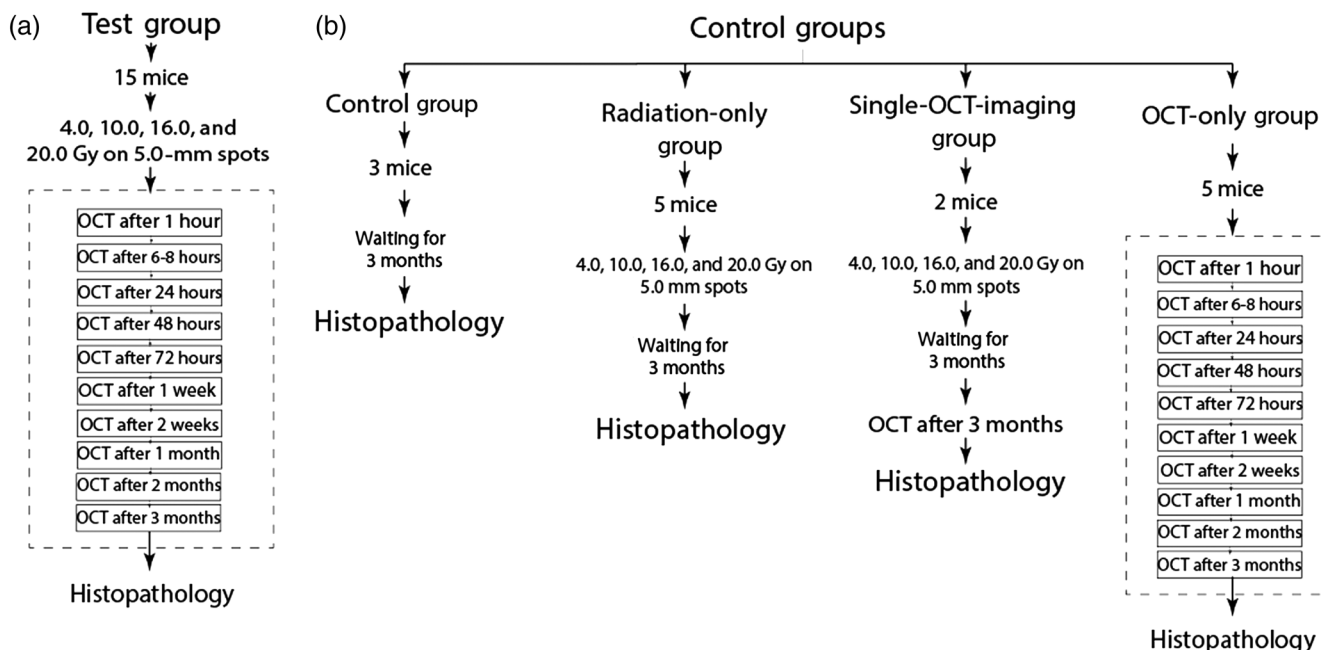 (a)
Test group
15 mice
4.0, 10.0, 16.0, and
20.0 Gy on 5.0-mm spots
OCT after 1 hour
OCT after 6-8 hours
OCT after 24 hours
OCT after 48 hours
OCT after 72 hours
OCT after 1 week
OCT after 2 weeks
OCT after 1 month
OCT after 2 months
OCT after 3 months
Histopathology
(b)
Control groups
Control group
3 mice
Waiting for
3 months
Histopathology
Radiation-only
group
5 mice
4.0, 10.0, 16.0, and 20.0 Gy on
5.0 mm spots
Waiting for
3 months
Histopathology
Single-OCT-imaging
group
2 mice
4.0, 10.0, 16.0, and 20.0 Gy on
5.0 mm spots
Waiting for
3 months
OCT after 3 months
Histopathology
OCT-only group
5 mice
OCT after 1 hour
OCT after 6-8 hours
OCT after 24 hours
OCT after 48 hours
OCT after 72 hours
OCT after 1 week
OCT after 2 weeks
OCT after 1 month
OCT after 2 months
OCT after 3 months
Histopathology